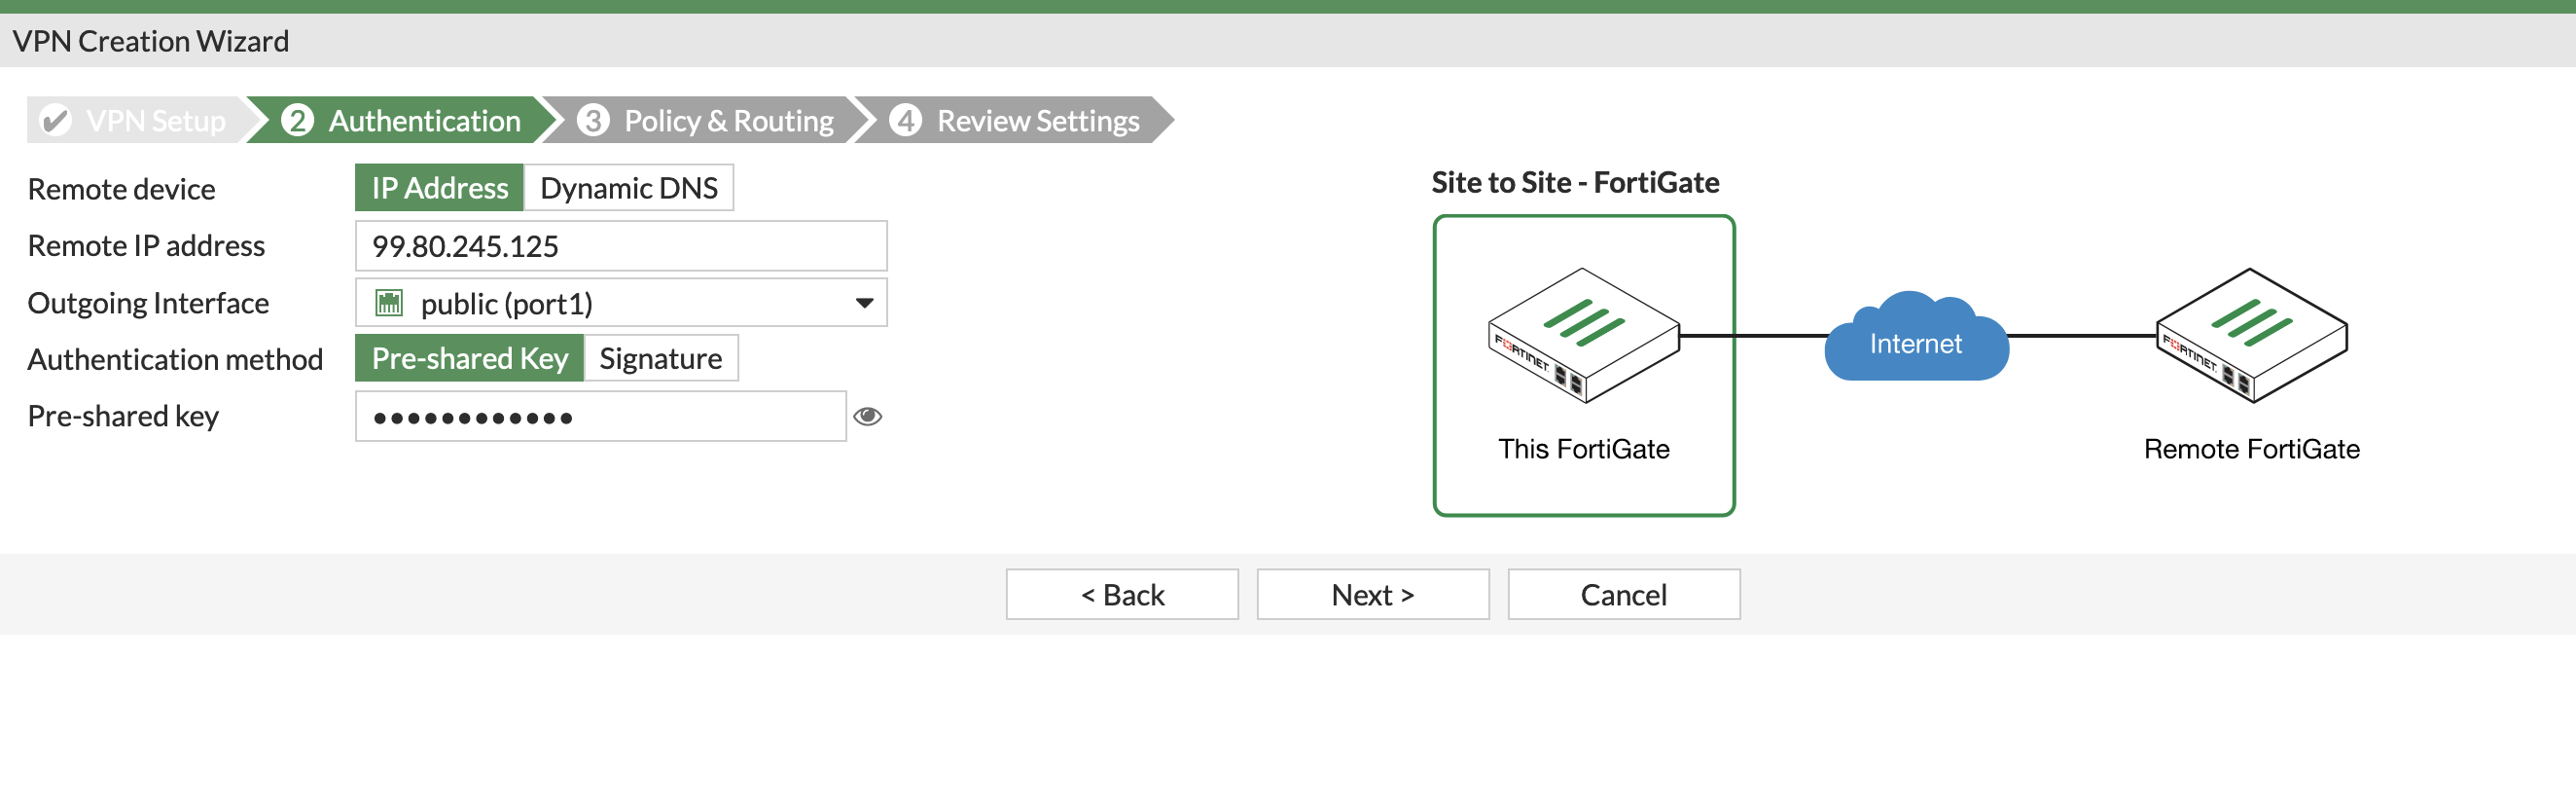 VPN Creation Wizard
VPN Setup 2 Authentication 3 Policy & Routing 4 Review Settings
Remote device IP Address Dynamic DNS
Remote IP address 99.80.245.125
Outgoing Interface public (port1)
Authentication method Pre-shared Key Signature
Pre-shared key ••••••••••••
Site to Site - FortiGate
FORTINET
Internet
FORTINET
This FortiGate
Remote FortiGate
< Back Next > Cancel